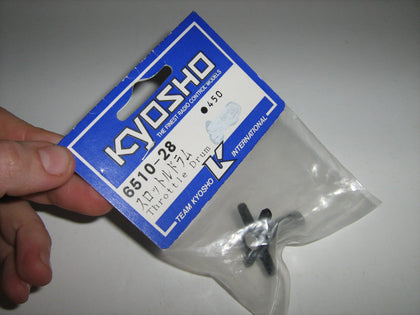 KYOSHO
THE FINEST RADIO CONTROL MODELS
●450
6510-28
スロットルドラム
Throttle Drum
K
TEAM KYOSHO INTERNATIONAL